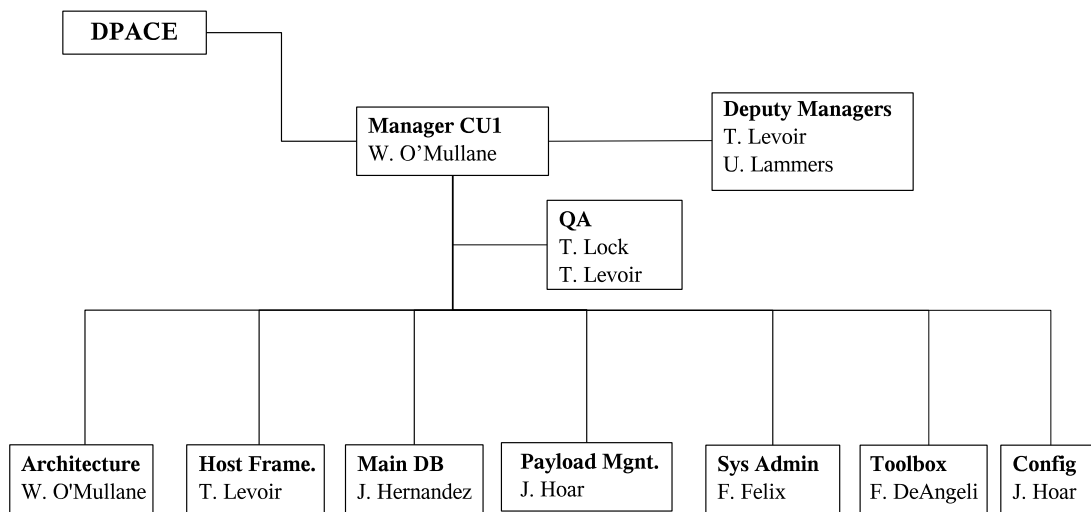 DPACE
Manager CU1
W. O’Mullane
Deputy Managers
T. Levoir
U. Lammers
QA
T. Lock
T. Levoir
Architecture
W. O'Mullane
Host Frame.
T. Levoir
Main DB
J. Hernandez
Payload Mgnt.
J. Hoar
Sys Admin
F. Felix
Toolbox
F. DeAngeli
Config
J. Hoar